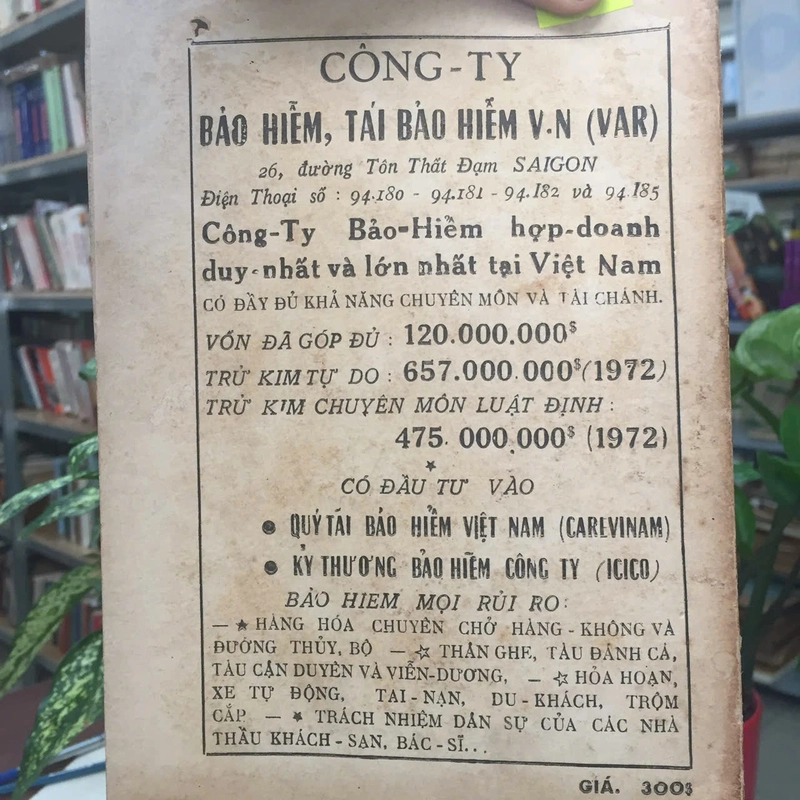 CÔNG-TY
BẢO HIỂM, TÁI BẢO HIỂM V.N (VAR)
26, đường Tôn Thất Đạm SAIGON
Điện Thoại số : 94.180 - 94.181 - 94.182 và 94.185
Công-Ty Bảo-Hiểm hợp-doanh
duy-nhất và lớn nhất tại Việt Nam
CÓ ĐẦY ĐỦ KHẢ NĂNG CHUYÊN MÔN VÀ TÀI CHÁNH.
VỐN ĐÃ GÓP ĐỦ : 120.000.000$
TRỬ KIM TỰ DO : 657.000.000$ (1972)
TRỬ KIM CHUYÊN MÔN LUẬT ĐỊNH :
475.000.000$ (1972)
CÓ ĐẦU TƯ VÀO
● QUỸ TÁI BẢO HIỂM VIỆT NAM (CAREVINAM)
● KỸ THƯƠNG BẢO HIỂM CÔNG TY (ICICO)
BẢO HIEM MỌI RỦI RO:
— ★ HÀNG HÓA CHUYÊN CHỞ HÀNG - KHÔNG VÀ
ĐƯỜNG THỦY, BỘ — ☆ THÂN GHE, TÀU ĐÁNH CÁ,
TÀU CẬN DUYÊN VÀ VIỄN-DƯƠNG, — ☆ HỎA HOẠN,
XE TỰ ĐỘNG, TAI-NẠN, DU-KHÁCH, TRỘM
CẮP — ★ TRÁCH NHIỆM DÂN SỰ CỦA CÁC NHÀ
THẦU KHÁCH-SẠN, BÁC-SĨ...
GIÁ. 300$